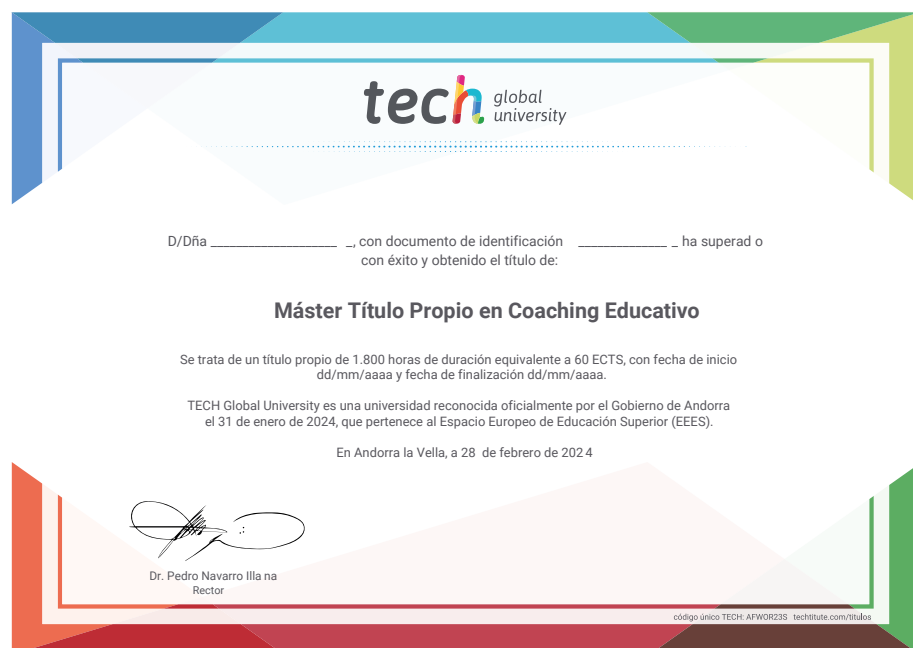 tech global university
D/Dña ____________________ _, con documento de identificación ______________ _ ha superad o
con éxito y obtenido el título de:
Máster Título Propio en Coaching Educativo
Se trata de un título propio de 1.800 horas de duración equivalente a 60 ECTS, con fecha de inicio
dd/mm/aaaa y fecha de finalización dd/mm/aaaa.
TECH Global University es una universidad reconocida oficialmente por el Gobierno de Andorra
el 31 de enero de 2024, que pertenece al Espacio Europeo de Educación Superior (EEES).
En Andorra la Vella, a 28 de febrero de 2024
Dr. Pedro Navarro Illa na
Rector
código único TECH: AFWOR23S techtitute.com/titulos